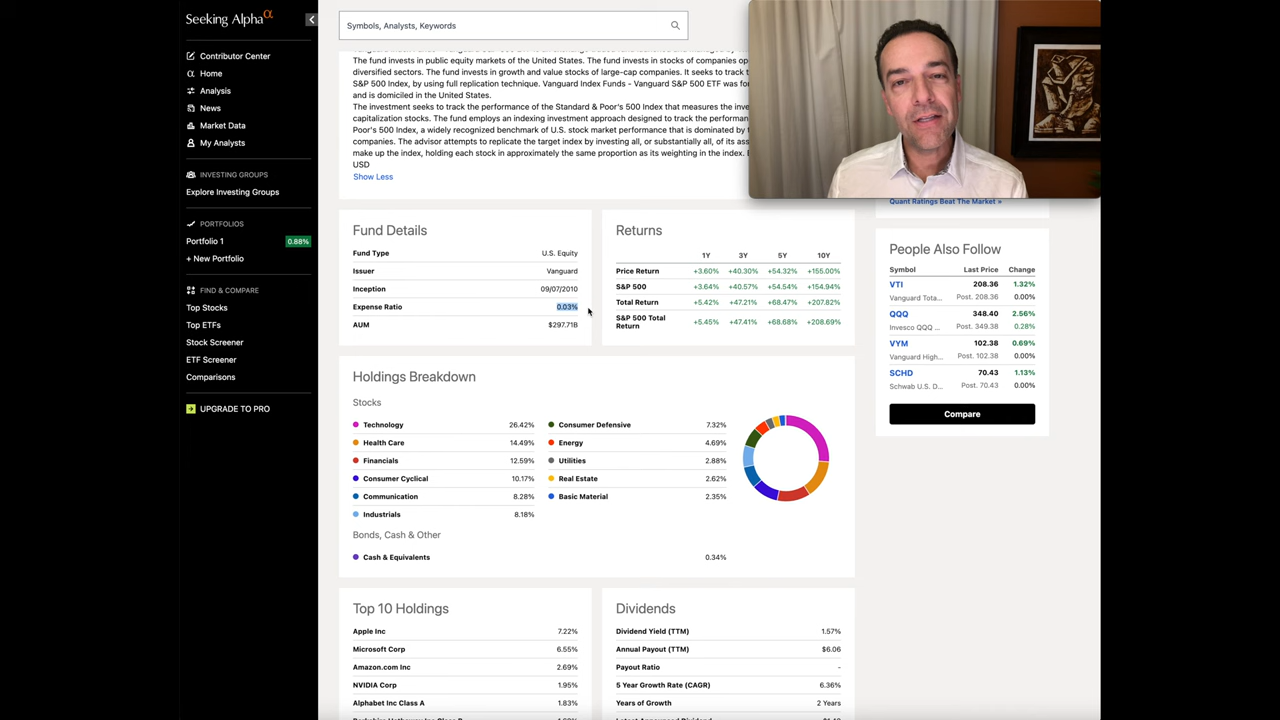 Seeking Alpha α
Symbols, Analysts, Keywords
Contributor Center
Home
Analysis
News
Market Data
My Analysts
INVESTING GROUPS
Explore Investing Groups
PORTFOLIOS
Portfolio 1 0.88%
+ New Portfolio
FIND & COMPARE
Top Stocks
Top ETFs
Stock Screener
ETF Screener
Comparisons
UPGRADE TO PRO
The fund invests in public equity markets of the United States. The fund invests in stocks of companies op
diversified sectors. The fund invests in growth and value stocks of large-cap companies. It seeks to track t
S&P 500 Index, by using full replication technique. Vanguard Index Funds - Vanguard S&P 500 ETF was fo
and is domiciled in the United States.
The investment seeks to track the performance of the Standard & Poor's 500 Index that measures the inve
capitalization stocks. The fund employs an indexing investment approach designed to track the performan
Poor's 500 Index, a widely recognized benchmark of U.S. stock market performance that is dominated by t
companies. The advisor attempts to replicate the target index by investing all, or substantially all, of its ass
make up the index, holding each stock in approximately the same proportion as its weighting in the index. E
USD
Show Less
Fund Details
Fund Type U.S. Equity
Issuer Vanguard
Inception 09/07/2010
Expense Ratio 0.03%
AUM $297.71B
Returns
1Y 3Y 5Y 10Y
Price Return +3.60% +40.30% +54.32% +155.00%
S&P 500 +3.64% +40.57% +54.54% +154.94%
Total Return +5.42% +47.21% +68.47% +207.82%
S&P 500 Total +5.45% +47.41% +68.68% +208.69%
Return
Quant Ratings Beat The Market »
People Also Follow
Symbol Last Price Change
VTI 208.36 1.32%
Vanguard Tota... Post. 208.36 0.00%
QQQ 348.40 2.56%
Invesco QQQ ... Post. 349.38 0.28%
VYM 102.38 0.69%
Vanguard High... Post. 102.38 0.00%
SCHD 70.43 1.13%
Schwab U.S. D... Post. 70.43 0.00%
Compare
Holdings Breakdown
Stocks
Technology 26.42% Consumer Defensive 7.32%
Health Care 14.49% Energy 4.69%
Financials 12.59% Utilities 2.88%
Consumer Cyclical 10.17% Real Estate 2.62%
Communication 8.28% Basic Material 2.35%
Industrials 8.18%
Bonds, Cash & Other
Cash & Equivalents 0.34%
Top 10 Holdings
Apple Inc 7.22%
Microsoft Corp 6.55%
Amazon.com Inc 2.69%
NVIDIA Corp 1.95%
Alphabet Inc Class A 1.83%
Dividends
Dividend Yield (TTM) 1.57%
Annual Payout (TTM) $6.06
Payout Ratio -
5 Year Growth Rate (CAGR) 6.36%
Years of Growth 2 Years